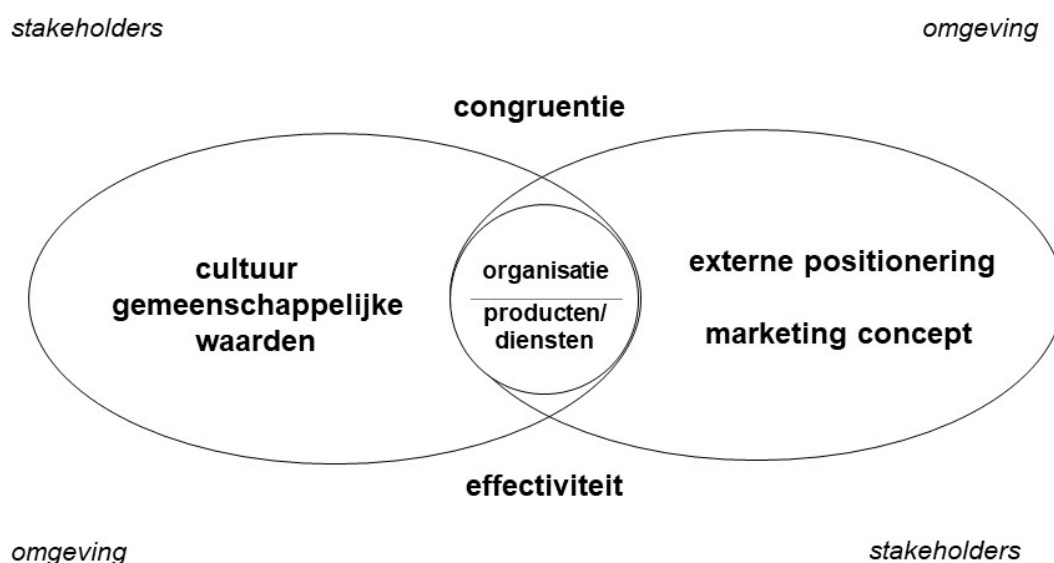 stakeholders
omgeving
congruentie
cultuur
gemeenschappelijke
waarden
organisatie
producten/
diensten
externe positionering
marketing concept
effectiviteit
omgeving
stakeholders